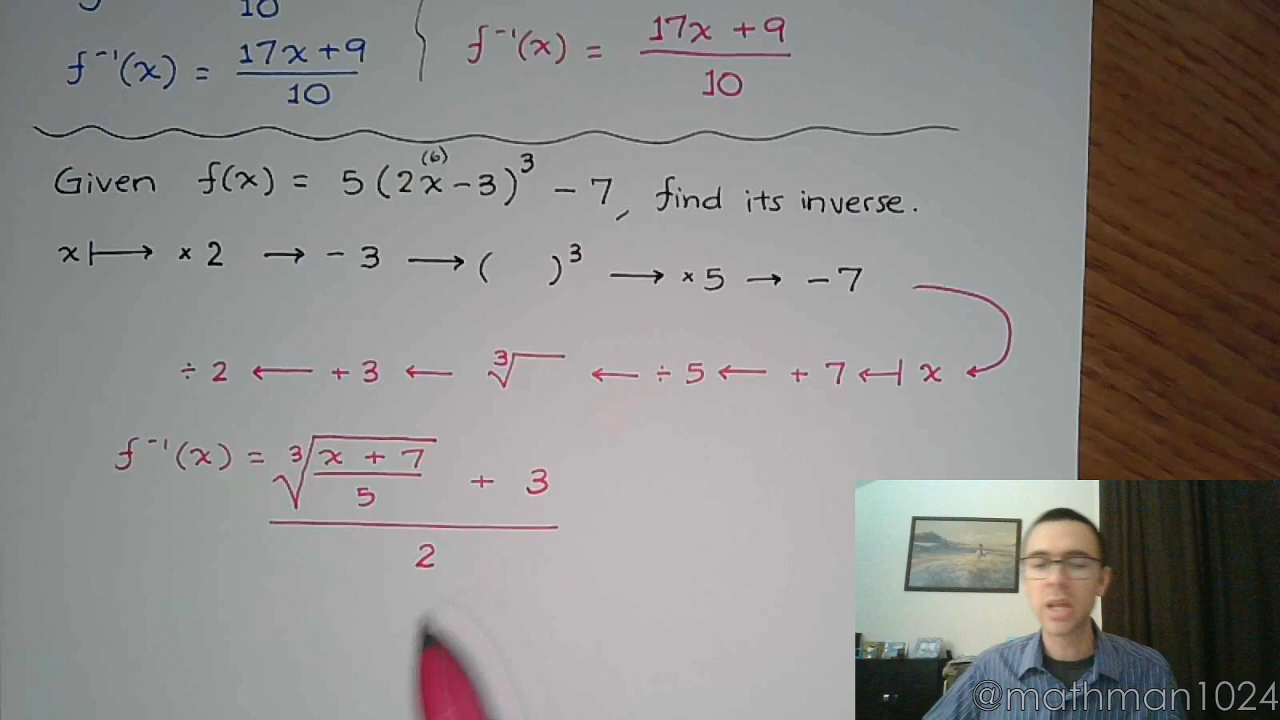 10
f⁻¹(x) = 17x+9 / 10
f⁻¹(x) = 17x +9 / 10
Given f(x) = 5(2x-3)³ - 7, find its inverse.
(6)
x ↦ × 2 → - 3 → ( )³ → × 5 → - 7
÷ 2 ← + 3 ← ∛ ← ÷ 5 ← + 7 ↤ x
f⁻¹(x) = ∛(x + 7 / 5) + 3
2
@mathman1024